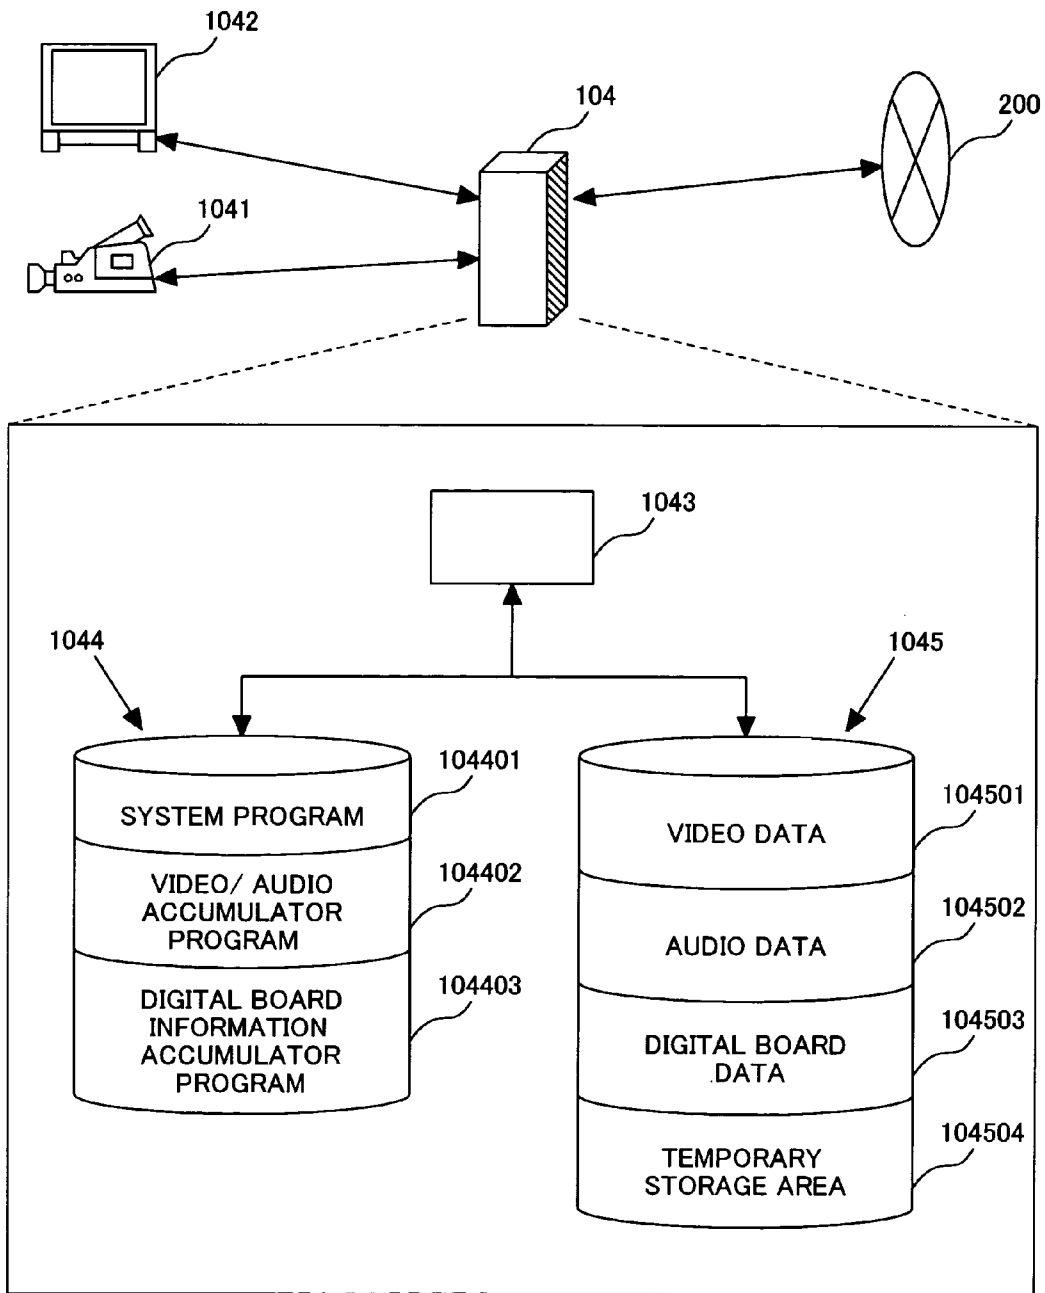 1042
104
200
1041
1043
1044
1045
104401
SYSTEM PROGRAM
104402
VIDEO/ AUDIO
ACCUMULATOR
PROGRAM
104403
DIGITAL BOARD
INFORMATION
ACCUMULATOR
PROGRAM
104501
VIDEO DATA
104502
AUDIO DATA
104503
DIGITAL BOARD
DATA
104504
TEMPORARY
STORAGE AREA